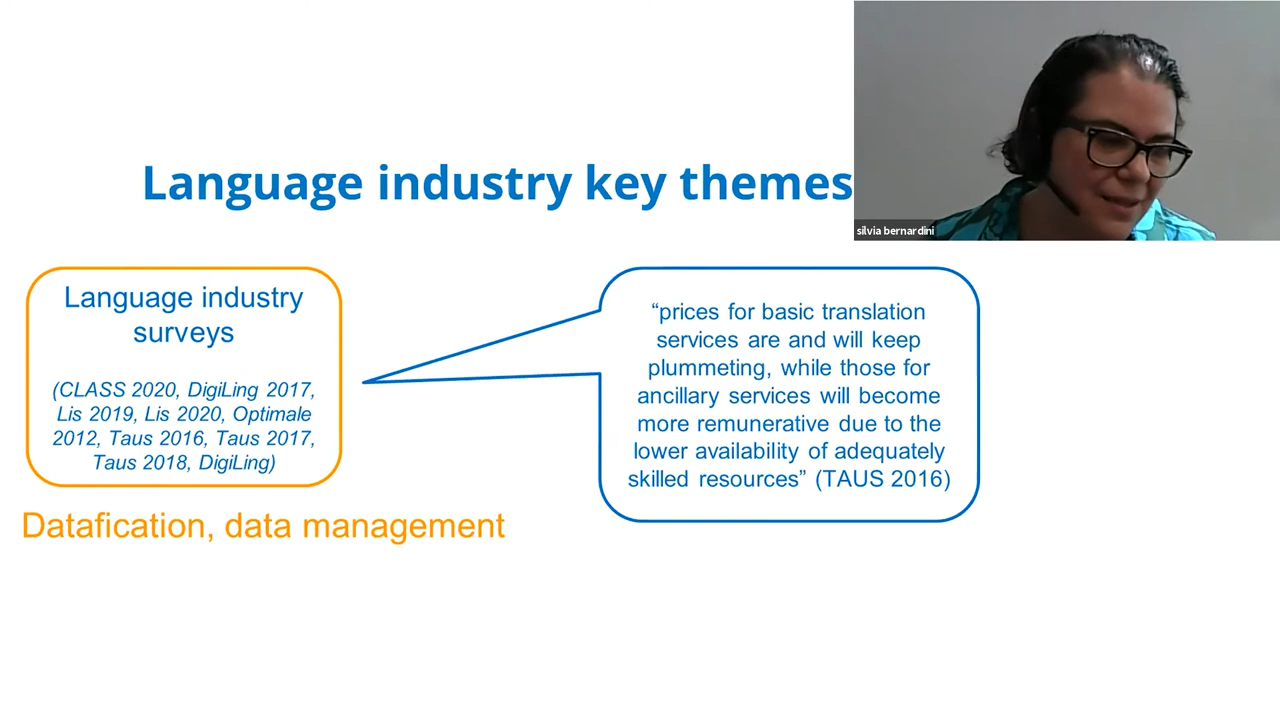 Language industry key themes
silvia bernardini
Language industry
surveys
(CLASS 2020, DigiLing 2017,
Lis 2019, Lis 2020, Optimale
2012, Taus 2016, Taus 2017,
Taus 2018, DigiLing)
“prices for basic translation
services are and will keep
plummeting, while those for
ancillary services will become
more remunerative due to the
lower availability of adequately
skilled resources” (TAUS 2016)
Datafication, data management